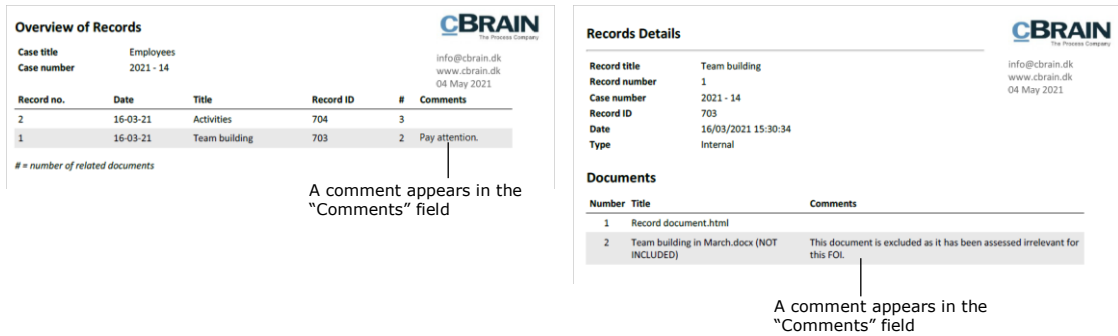 Overview of Records
cBRAIN
The Process Company
Case title Employees
Case number 2021 - 14
info@cbrain.dk
www.cbrain.dk
04 May 2021
Record no. Date Title Record ID # Comments
2 16-03-21 Activities 704 3
1 16-03-21 Team building 703 2 Pay attention.
# = number of related documents
A comment appears in the
“Comments” field
Records Details
cBRAIN
The Process Company
info@cbrain.dk
www.cbrain.dk
04 May 2021
Record title Team building
Record number 1
Case number 2021 - 14
Record ID 703
Date 16/03/2021 15:30:34
Type Internal
Documents
Number Title Comments
1 Record document.html
2 Team building in March.docx (NOT This document is excluded as it has been assessed irrelevant for
INCLUDED) this FOI.
A comment appears in the
“Comments” field